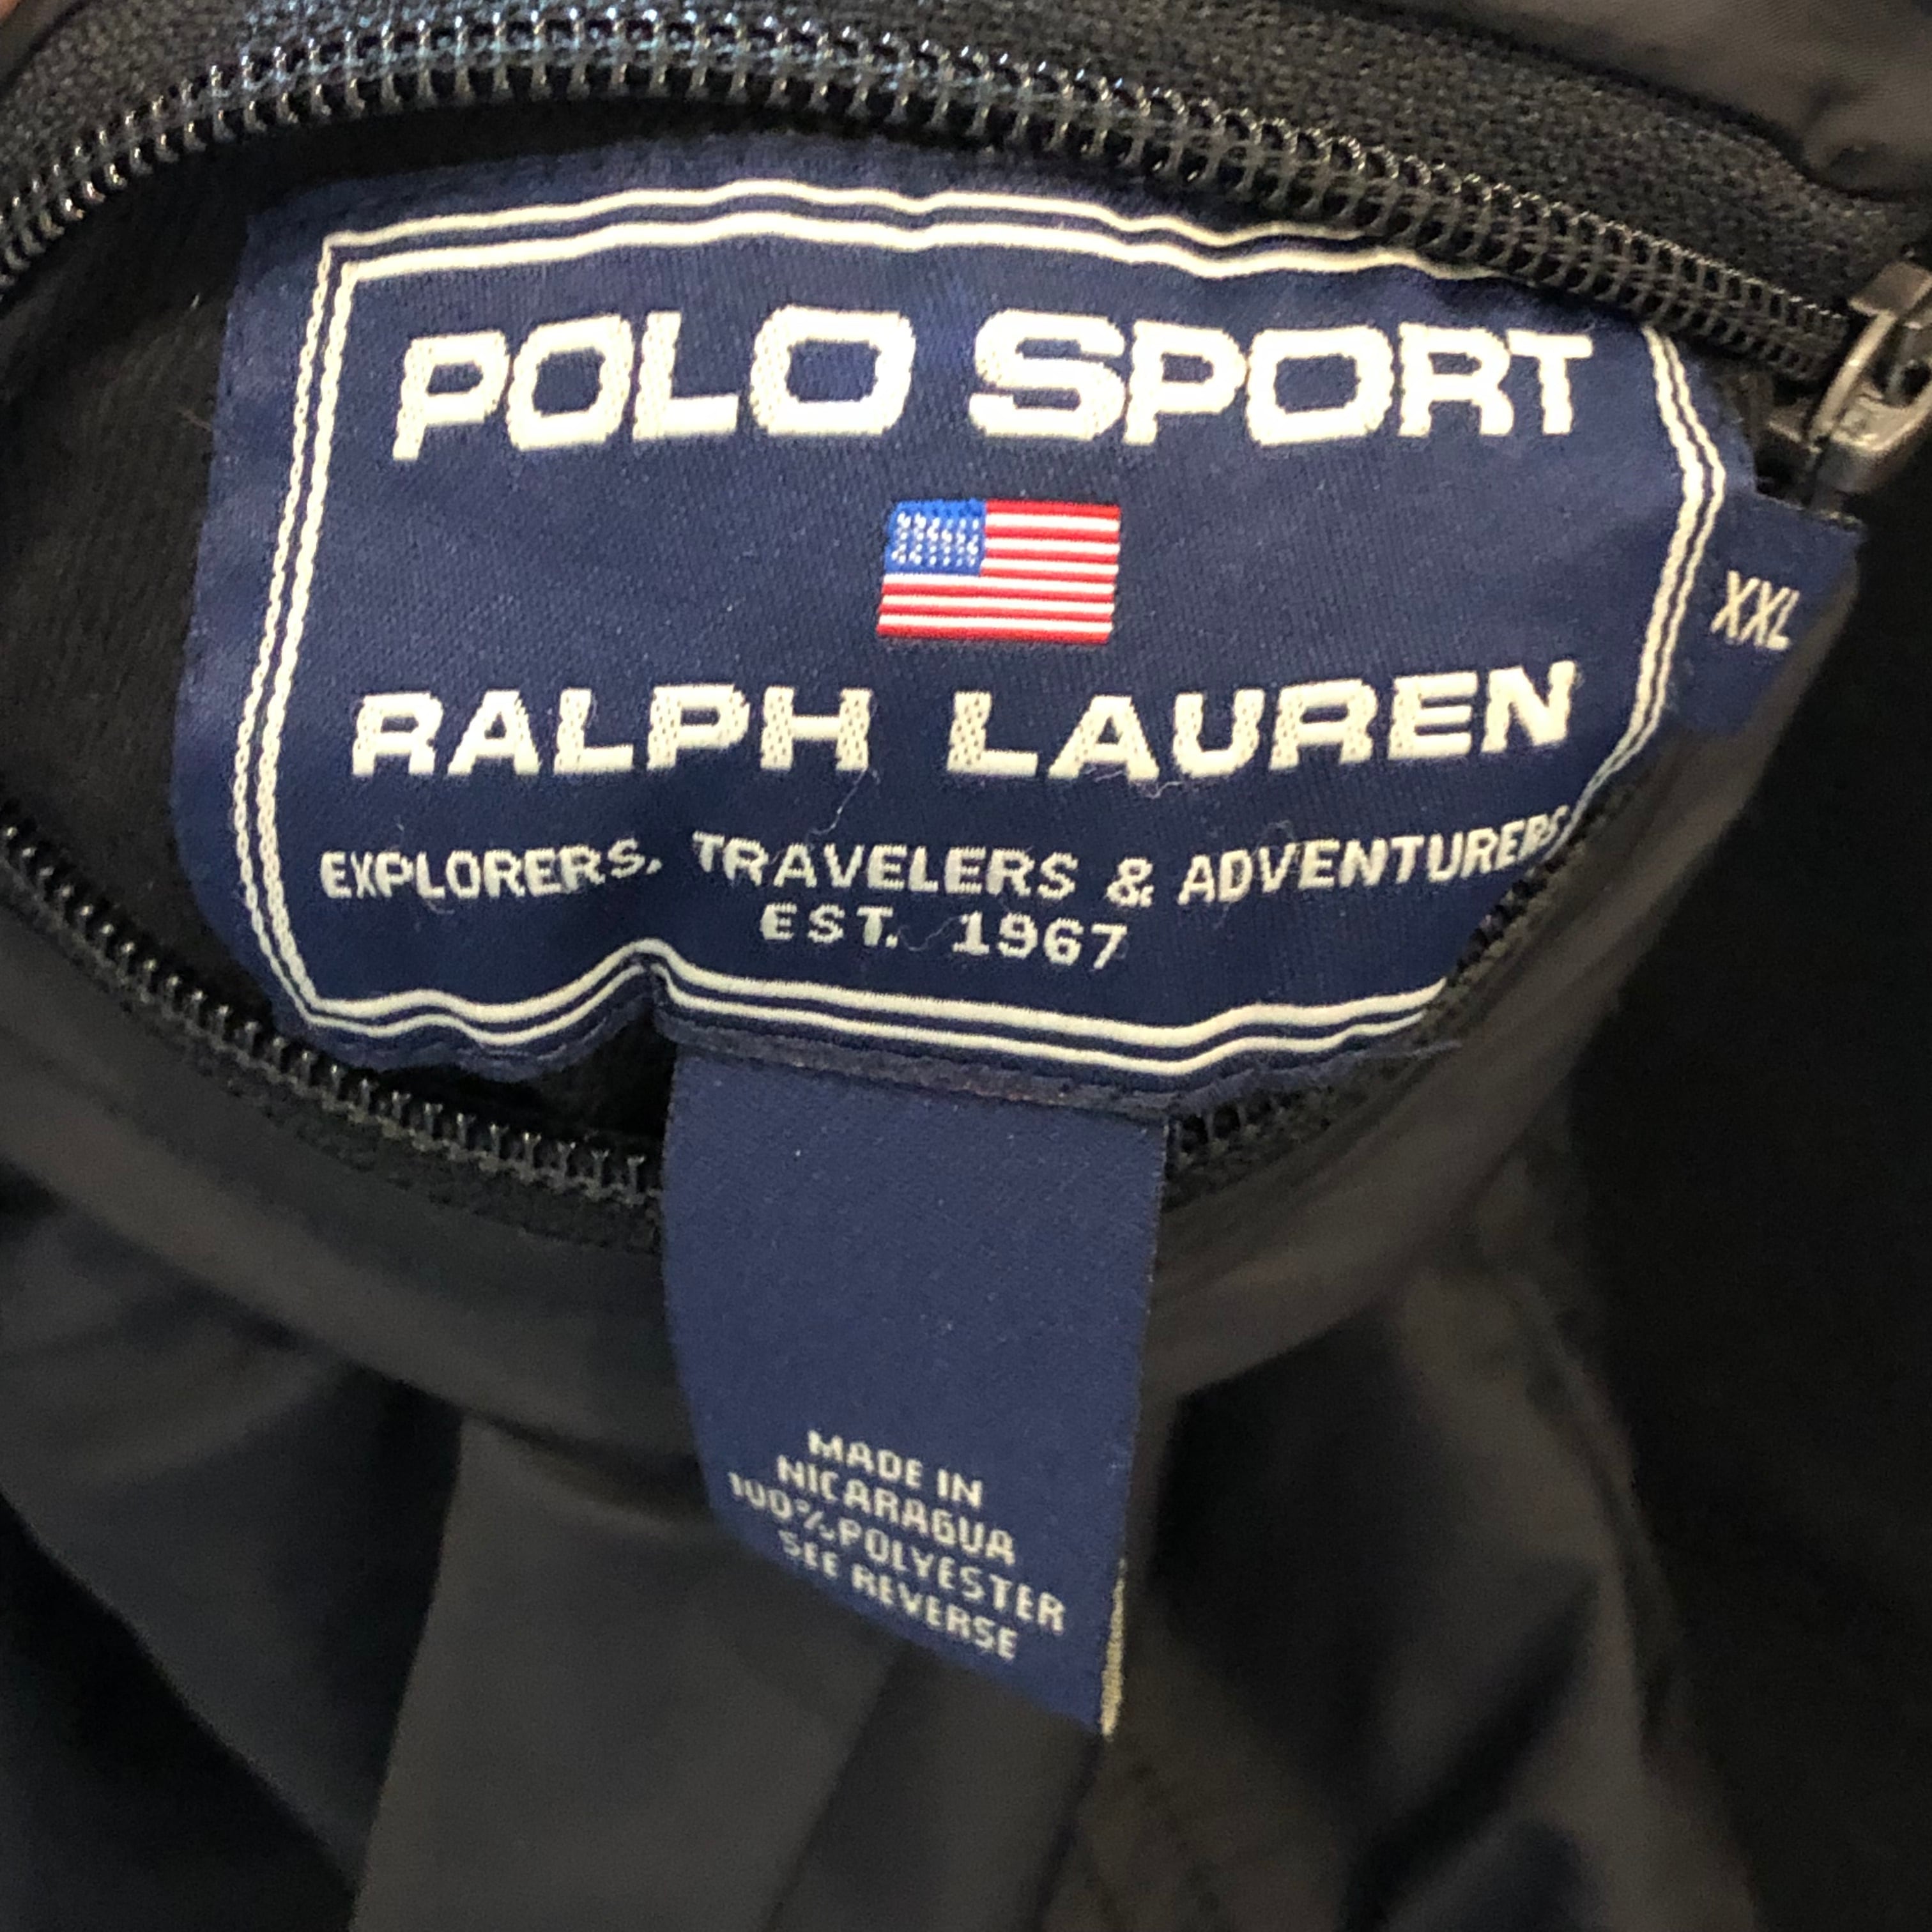 POLO SPORT
XXL
RALPH LAUREN
EXPLORERS, TRAVELERS & ADVENTURERS
EST. 1967
MADE IN
NICARAGUA
100%POLYESTER
SEE REVERSE